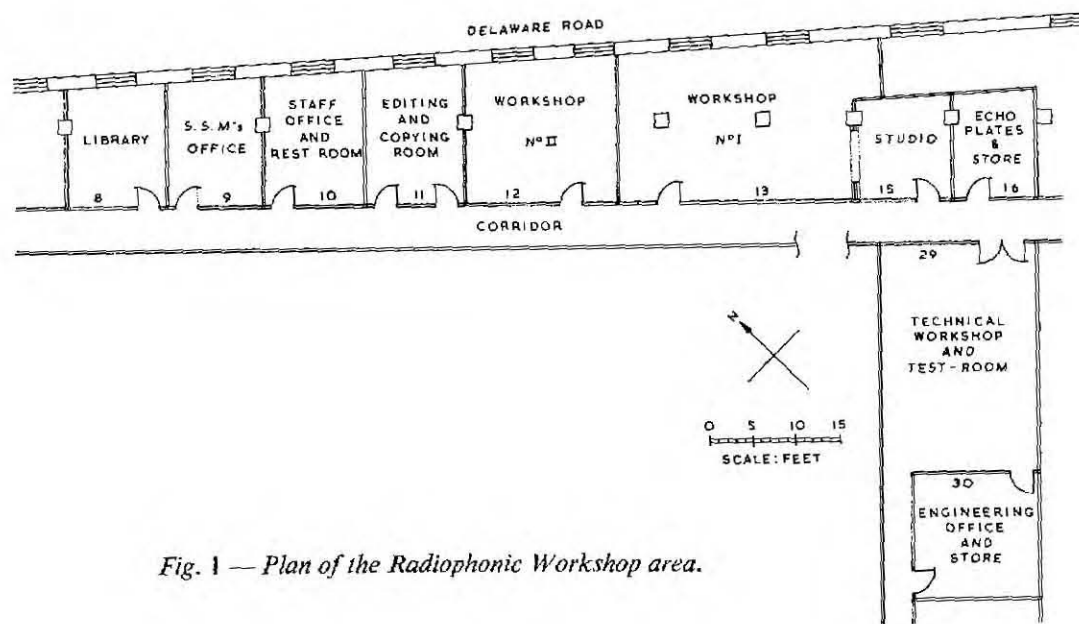 DELAWARE ROAD
LIBRARY
8
S.S.M's
OFFICE
9
STAFF
OFFICE
AND
REST ROOM
10
EDITING
AND
COPYING
ROOM
11
WORKSHOP
No II
12
WORKSHOP
No I
13
STUDIO
15
ECHO
PLATES
&
STORE
16
CORRIDOR
29
TECHNICAL
WORKSHOP
AND
TEST-ROOM
N
0 5 10 15
SCALE: FEET
30
ENGINEERING
OFFICE
AND
STORE
Fig. 1 — Plan of the Radiophonic Workshop area.